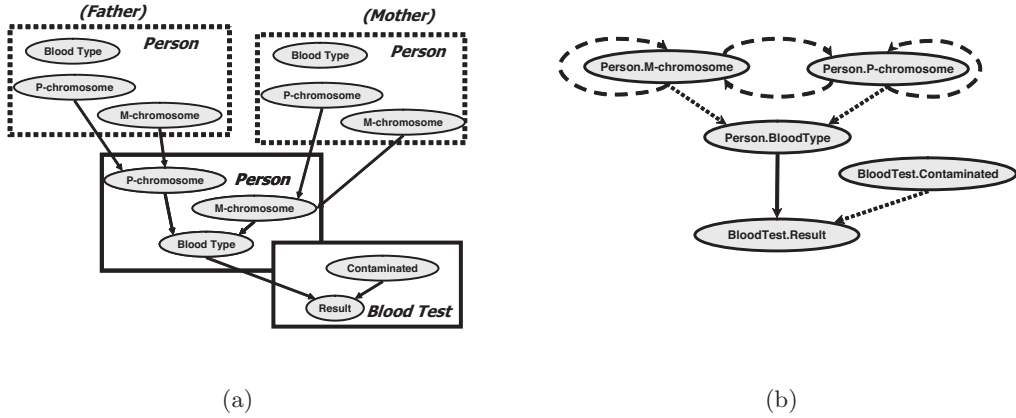 (Father)
Person
Blood Type
P-chromosome
M-chromosome
(Mother)
Person
Blood Type
P-chromosome
M-chromosome
P-chromosome
Person
M-chromosome
Blood Type
Contaminated
Result
Blood Test
(a)
Person.M-chromosome
Person.P-chromosome
Person.BloodType
BloodTest.Contaminated
BloodTest.Result
(b)